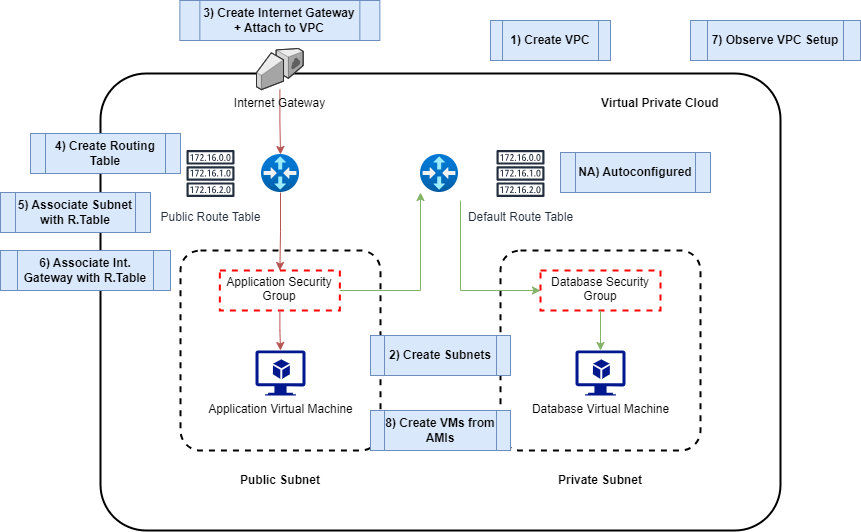 3) Create Internet Gateway
+ Attach to VPC
1) Create VPC
7) Observe VPC Setup
Internet Gateway
Virtual Private Cloud
4) Create Routing
Table
172.16.0.0
172.16.1.0
172.16.2.0
172.16.0.0
172.16.1.0
172.16.2.0
NA) Autoconfigured
5) Associate Subnet
with R.Table
Public Route Table
Default Route Table
6) Associate Int.
Gateway with R.Table
Application Security
Group
Database Security
Group
2) Create Subnets
Application Virtual Machine
Database Virtual Machine
8) Create VMs from
AMIs
Public Subnet
Private Subnet